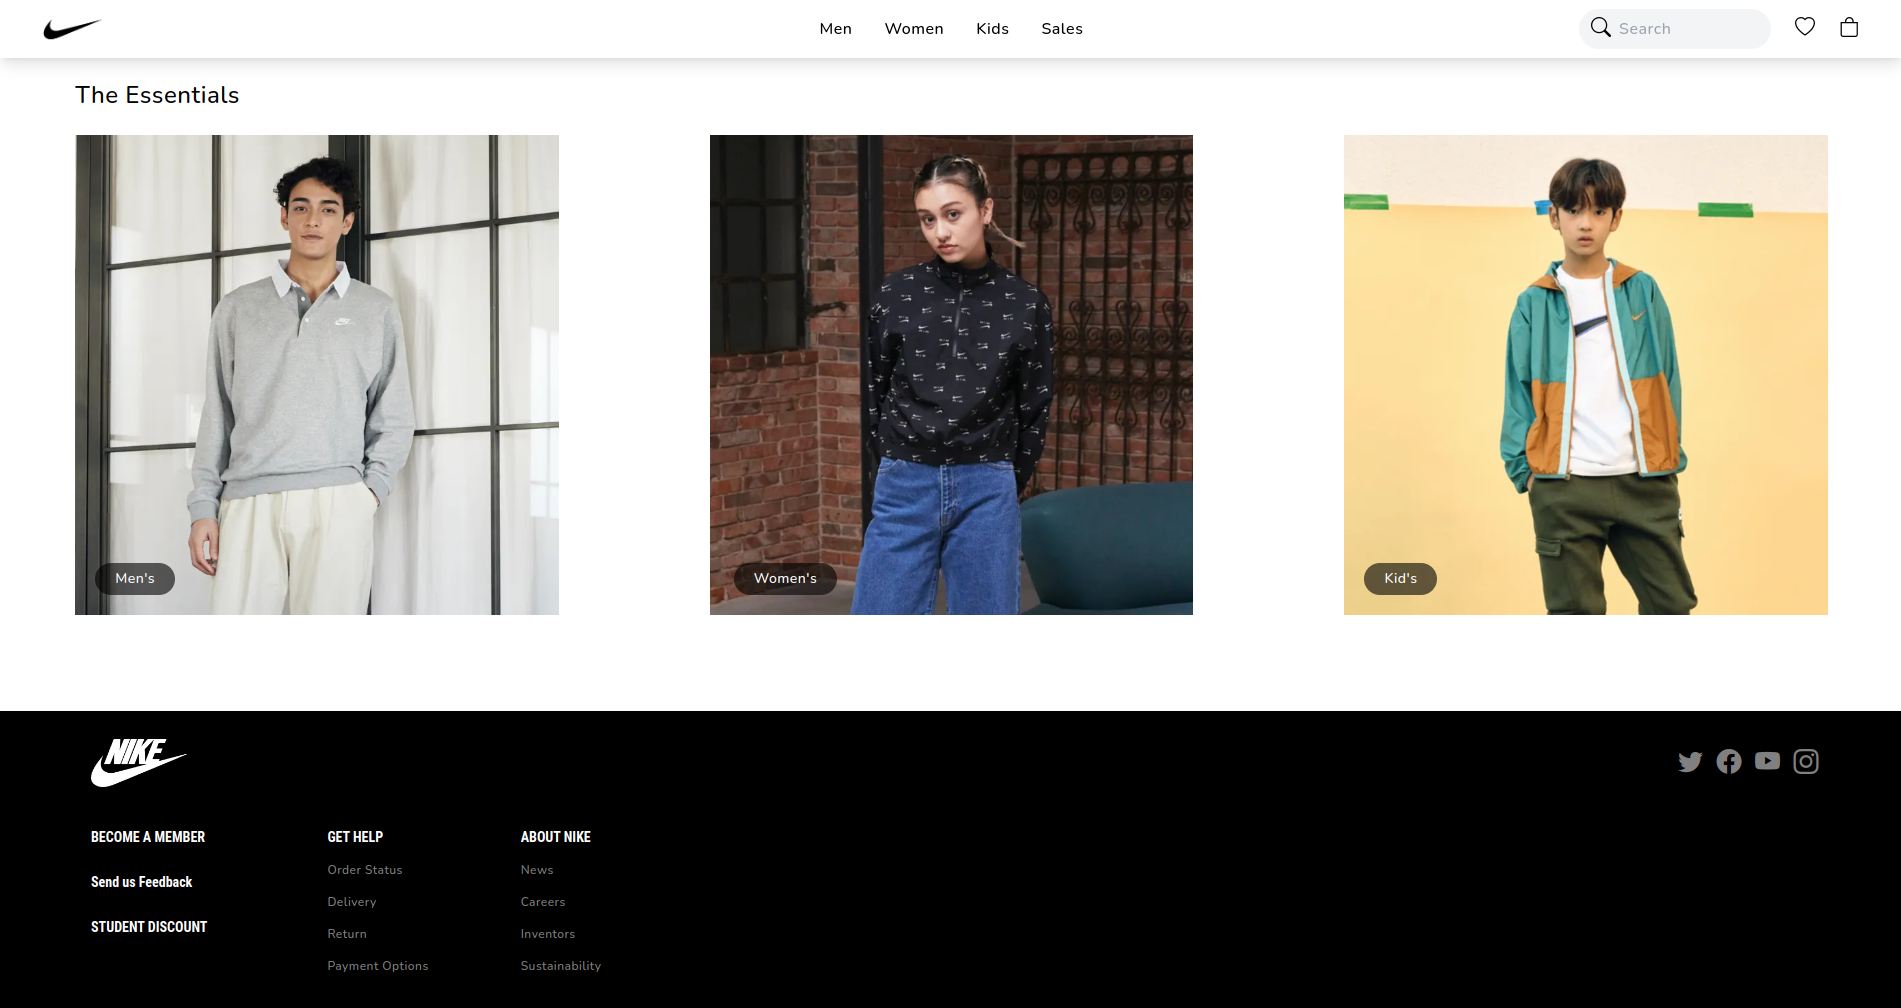 Men Women Kids Sales Search
The Essentials
Men's Women's Kid's
NIKE
BECOME A MEMBER GET HELP ABOUT NIKE
Order Status News
Send us Feedback
Delivery Careers
STUDENT DISCOUNT
Return Inventors
Payment Options Sustainability